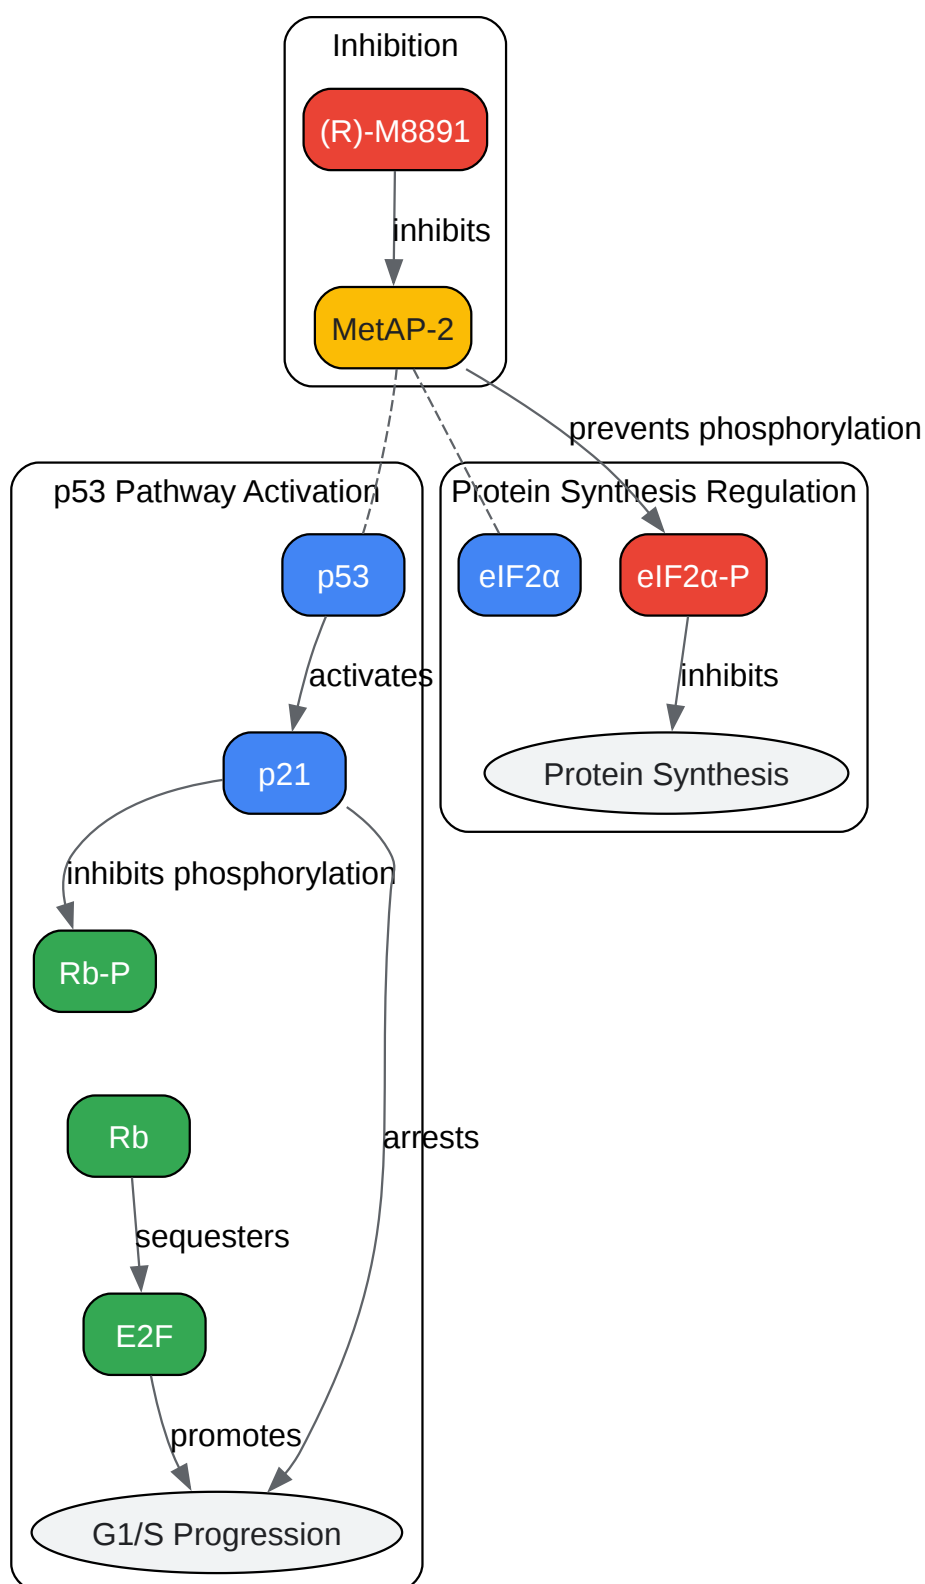 Inhibition
(R)-M8891
inhibits
MetAP-2
prevents phosphorylation
p53 Pathway Activation
Protein Synthesis Regulation
p53
eIF2α
eIF2α-P
activates
inhibits
p21
Protein Synthesis
inhibits phosphorylation
Rb-P
Rb
arrests
sequesters
E2F
promotes
G1/S Progression